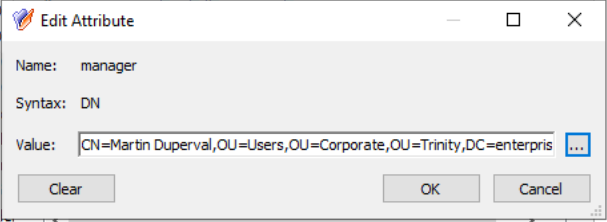 Edit Attribute
Name: manager
Syntax: DN
Value: CN=Martin Duperval,OU=Users,OU=Corporate,OU=Trinity,DC=enterpris ...
Clear OK Cancel